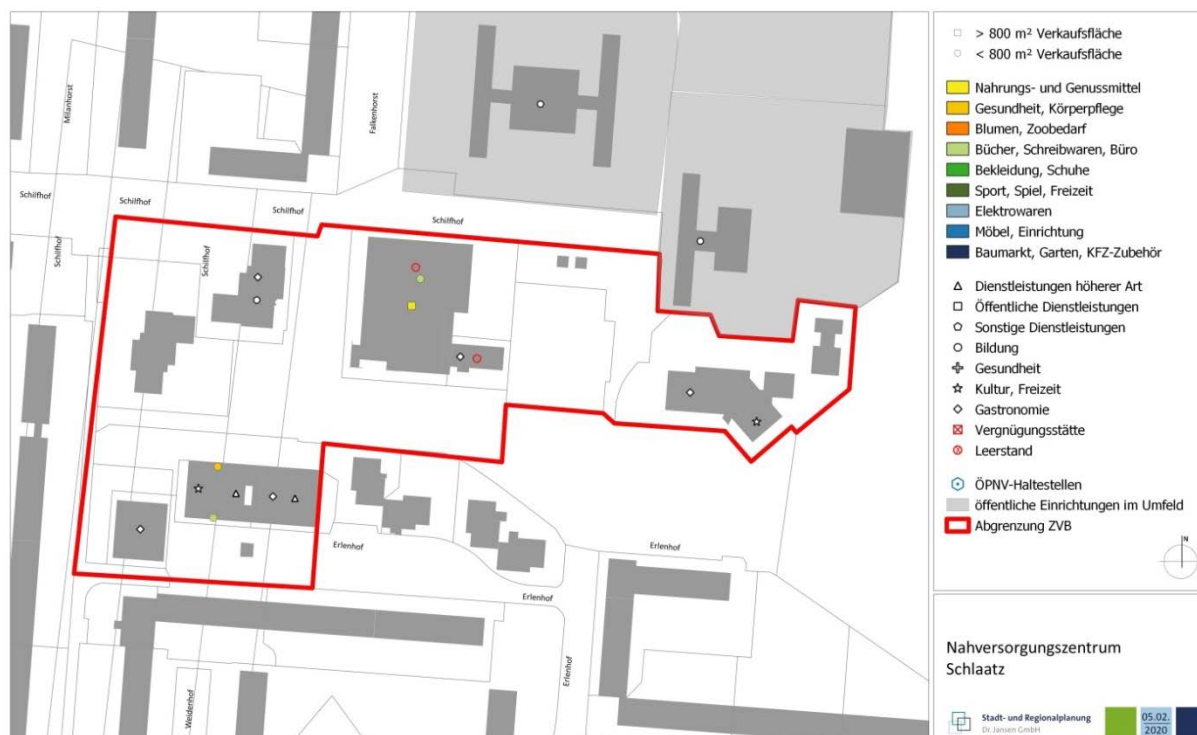 Milanhorst
Falkenhorst
Schilfhof
Schilfhof
Schilfhof
Schilfhof
Schilfhof
Schilfhof
Erlenhof
Erlenhof
Erlenhof
Erlenhof
Weidenhof
> 800 m² Verkaufsfläche
< 800 m² Verkaufsfläche
Nahrungs- und Genussmittel
Gesundheit, Körperpflege
Blumen, Zoobedarf
Bücher, Schreibwaren, Büro
Bekleidung, Schuhe
Sport, Spiel, Freizeit
Elektrowaren
Möbel, Einrichtung
Baumarkt, Garten, KFZ-Zubehör
Dienstleistungen höherer Art
Öffentliche Dienstleistungen
Sonstige Dienstleistungen
Bildung
Gesundheit
Kultur, Freizeit
Gastronomie
Vergnügungsstätte
Leerstand
ÖPNV-Haltestellen
öffentliche Einrichtungen im Umfeld
Abgrenzung ZVB
N
Nahversorgungszentrum
Schlaatz
Stadt- und Regionalplanung
Dr. Jansen GmbH
05.02.
2020